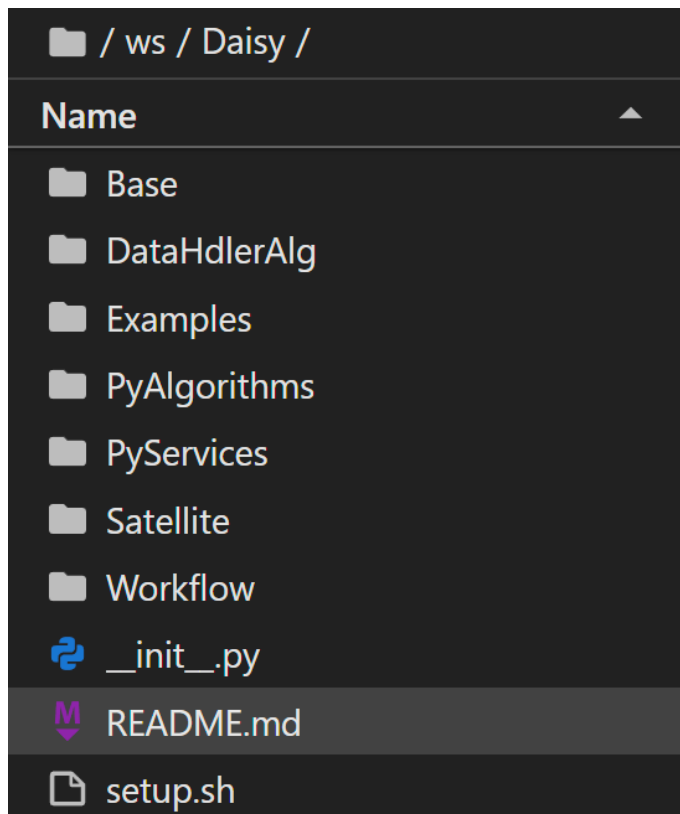 / ws / Daisy /
Name
Base
DataHdlerAlg
Examples
PyAlgorithms
PyServices
Satellite
Workflow
__init__.py
M README.md
setup.sh